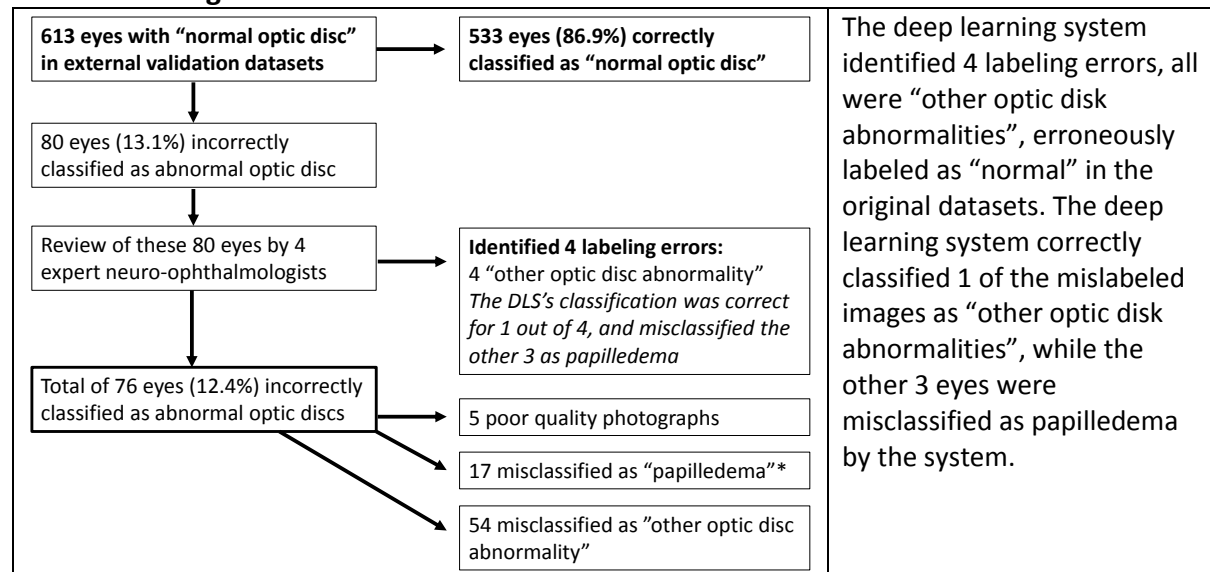 613 eyes with “normal optic disc”
in external validation datasets
533 eyes (86.9%) correctly
classified as “normal optic disc”
80 eyes (13.1%) incorrectly
classified as abnormal optic disc
Review of these 80 eyes by 4
expert neuro-ophthalmologists
Identified 4 labeling errors:
4 “other optic disc abnormality”
The DLS’s classification was correct
for 1 out of 4, and misclassified the
other 3 as papilledema
Total of 76 eyes (12.4%) incorrectly
classified as abnormal optic discs
5 poor quality photographs
17 misclassified as “papilledema”*
54 misclassified as ”other optic disc
abnormality”
The deep learning system
identified 4 labeling errors, all
were “other optic disk
abnormalities”, erroneously
labeled as “normal” in the
original datasets. The deep
learning system correctly
classified 1 of the mislabeled
images as “other optic disk
abnormalities”, while the
other 3 eyes were
misclassified as papilledema
by the system.